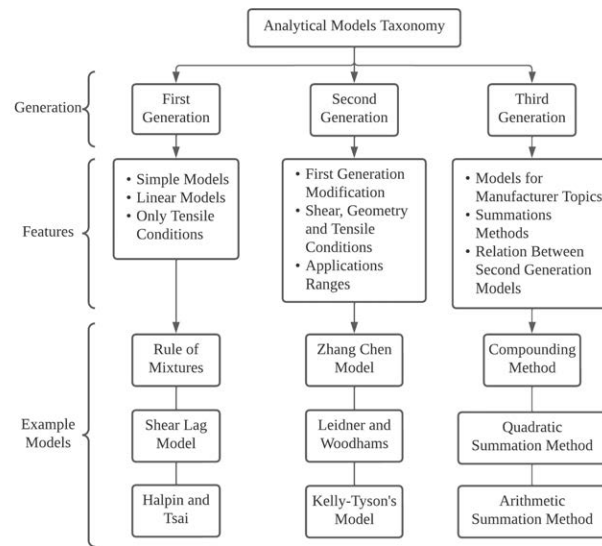 Analytical Models Taxonomy
Generation
First
Generation
Second
Generation
Third
Generation
Features
• Simple Models
• Linear Models
• Only Tensile
Conditions
• First Generation
Modification
• Shear, Geometry
and Tensile
Conditions
• Applications
Ranges
• Models for
Manufacturer Topics
• Summations
Methods
• Relation Between
Second Generation
Models
Example
Models
Rule of
Mixtures
Zhang Chen
Model
Compounding
Method
Shear Lag
Model
Leidner and
Woodhams
Quadratic
Summation Method
Halpin and
Tsai
Kelly-Tyson's
Model
Arithmetic
Summation Method